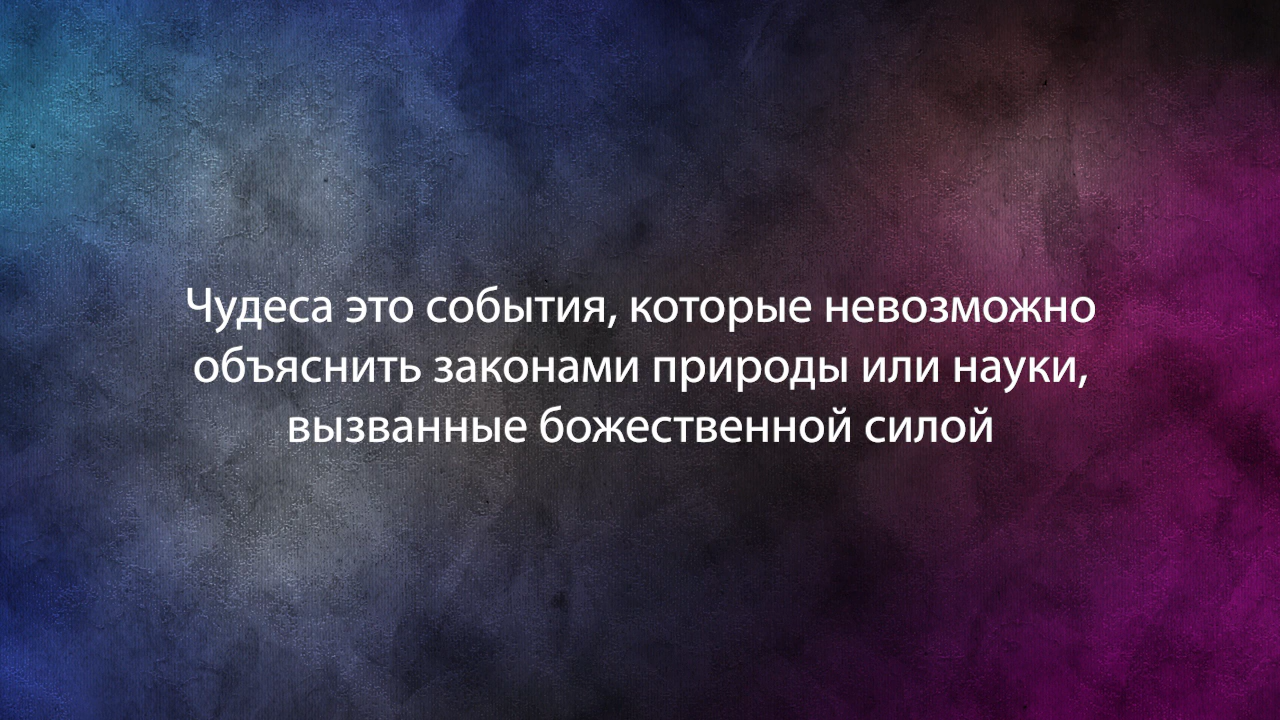 Чудеса это события, которые невозможно
объяснить законами природы или науки,
вызванные божественной силой